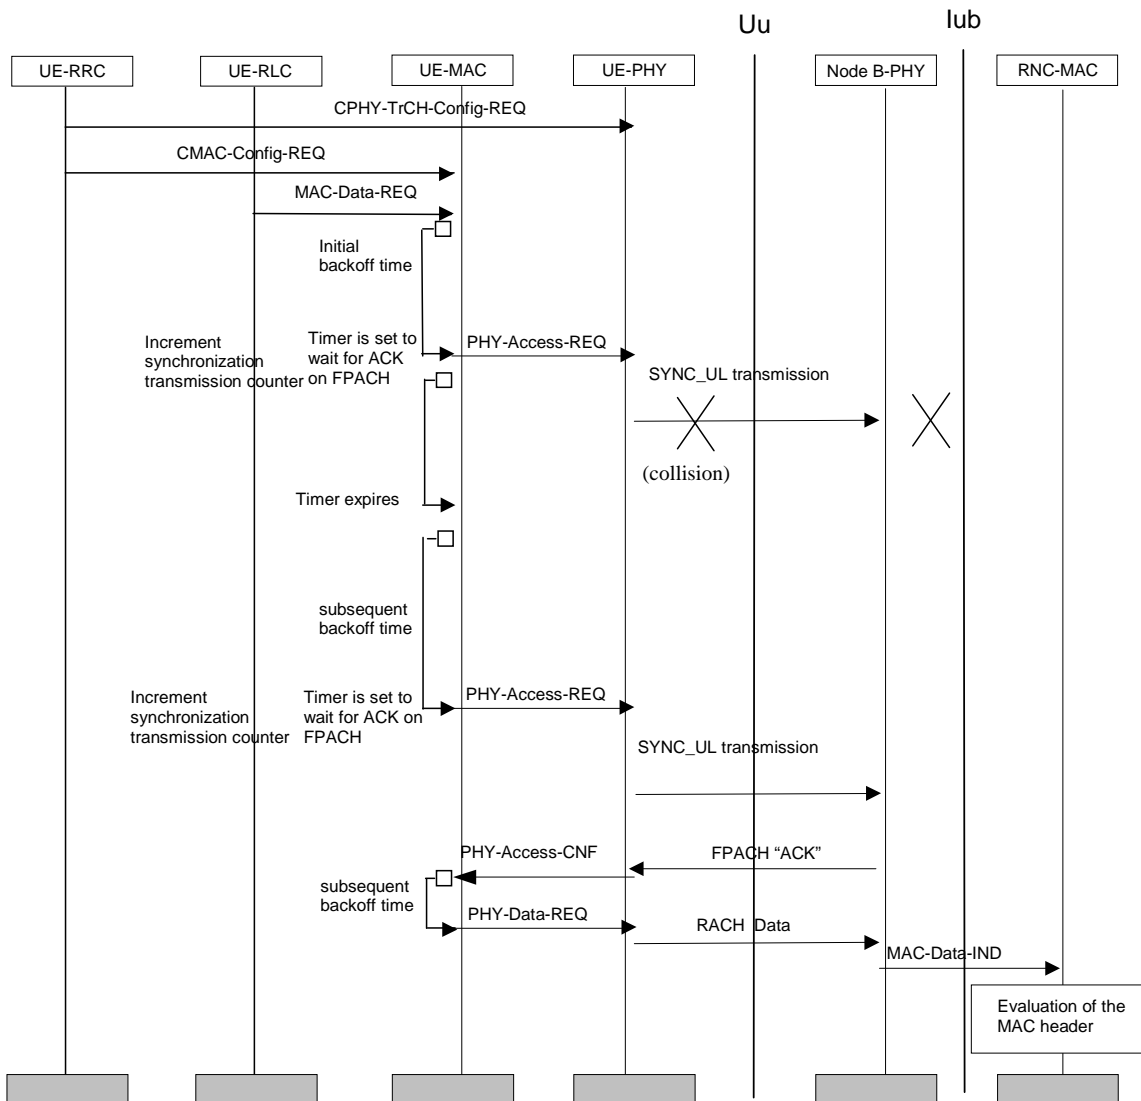 Uu
Iub
UE-RRC
UE-RLC
UE-MAC
UE-PHY
Node B-PHY
RNC-MAC
CPHY-TrCH-Config-REQ
CMAC-Config-REQ
MAC-Data-REQ
Initial
backoff time
Increment
synchronization
transmission counter
Timer is set to
wait for ACK
on FPACH
PHY-Access-REQ
SYNC_UL transmission
(collision)
Timer expires
subsequent
backoff time
Increment
synchronization
transmission counter
Timer is set to
wait for ACK on
FPACH
PHY-Access-REQ
SYNC_UL transmission
PHY-Access-CNF
FPACH “ACK”
subsequent
backoff time
PHY-Data-REQ
RACH Data
MAC-Data-IND
Evaluation of the
MAC header